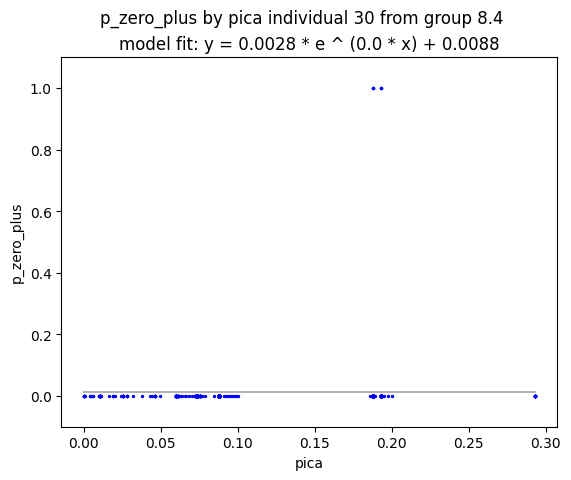 p_zero_plus by pica individual 30 from group 8.4
model fit: y = 0.0028 * e ^ (0.0 * x) + 0.0088
1.0
0.8
0.6
0.4
0.2
0.0
p_zero_plus
0.00 0.05 0.10 0.15 0.20 0.25 0.30
pica